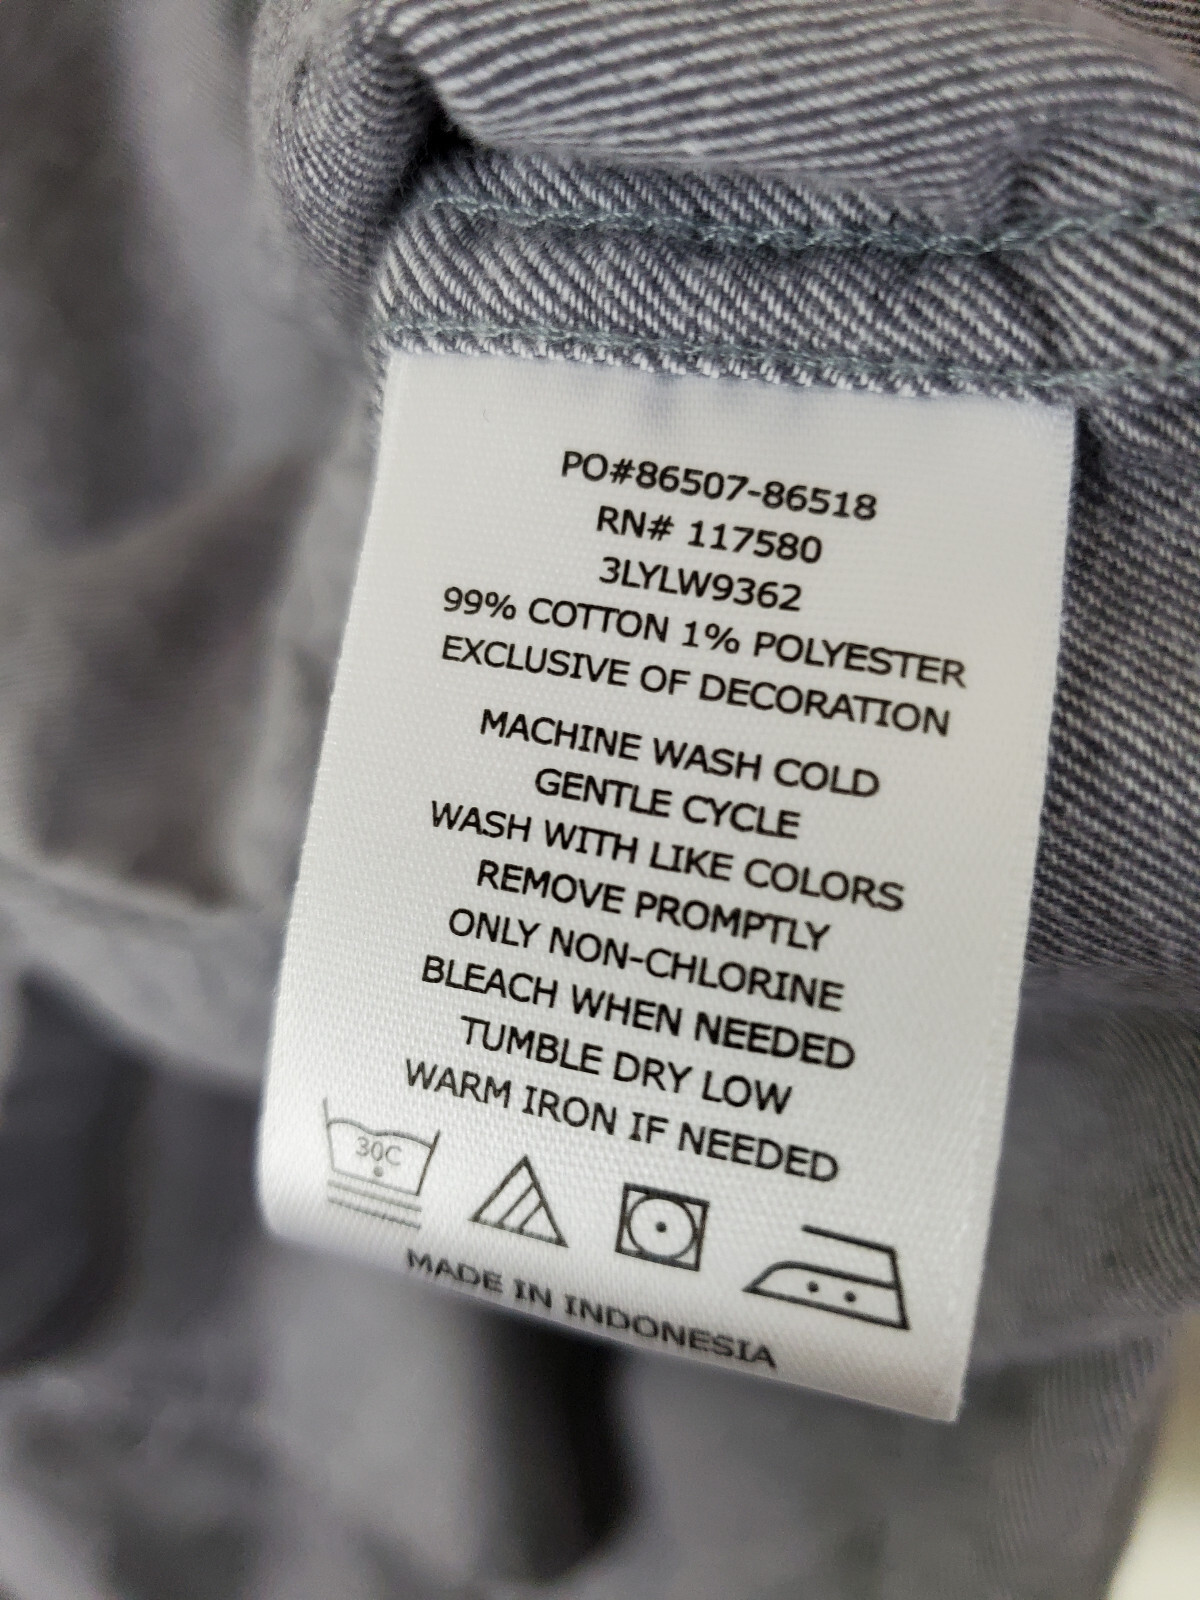 PO#86507-86518
RN# 117580
3LYLW9362
99% COTTON 1% POLYESTER
EXCLUSIVE OF DECORATION
MACHINE WASH COLD
GENTLE CYCLE
WASH WITH LIKE COLORS
REMOVE PROMPTLY
ONLY NON-CHLORINE
BLEACH WHEN NEEDED
TUMBLE DRY LOW
WARM IRON IF NEEDED
30C
MADE IN INDONESIA